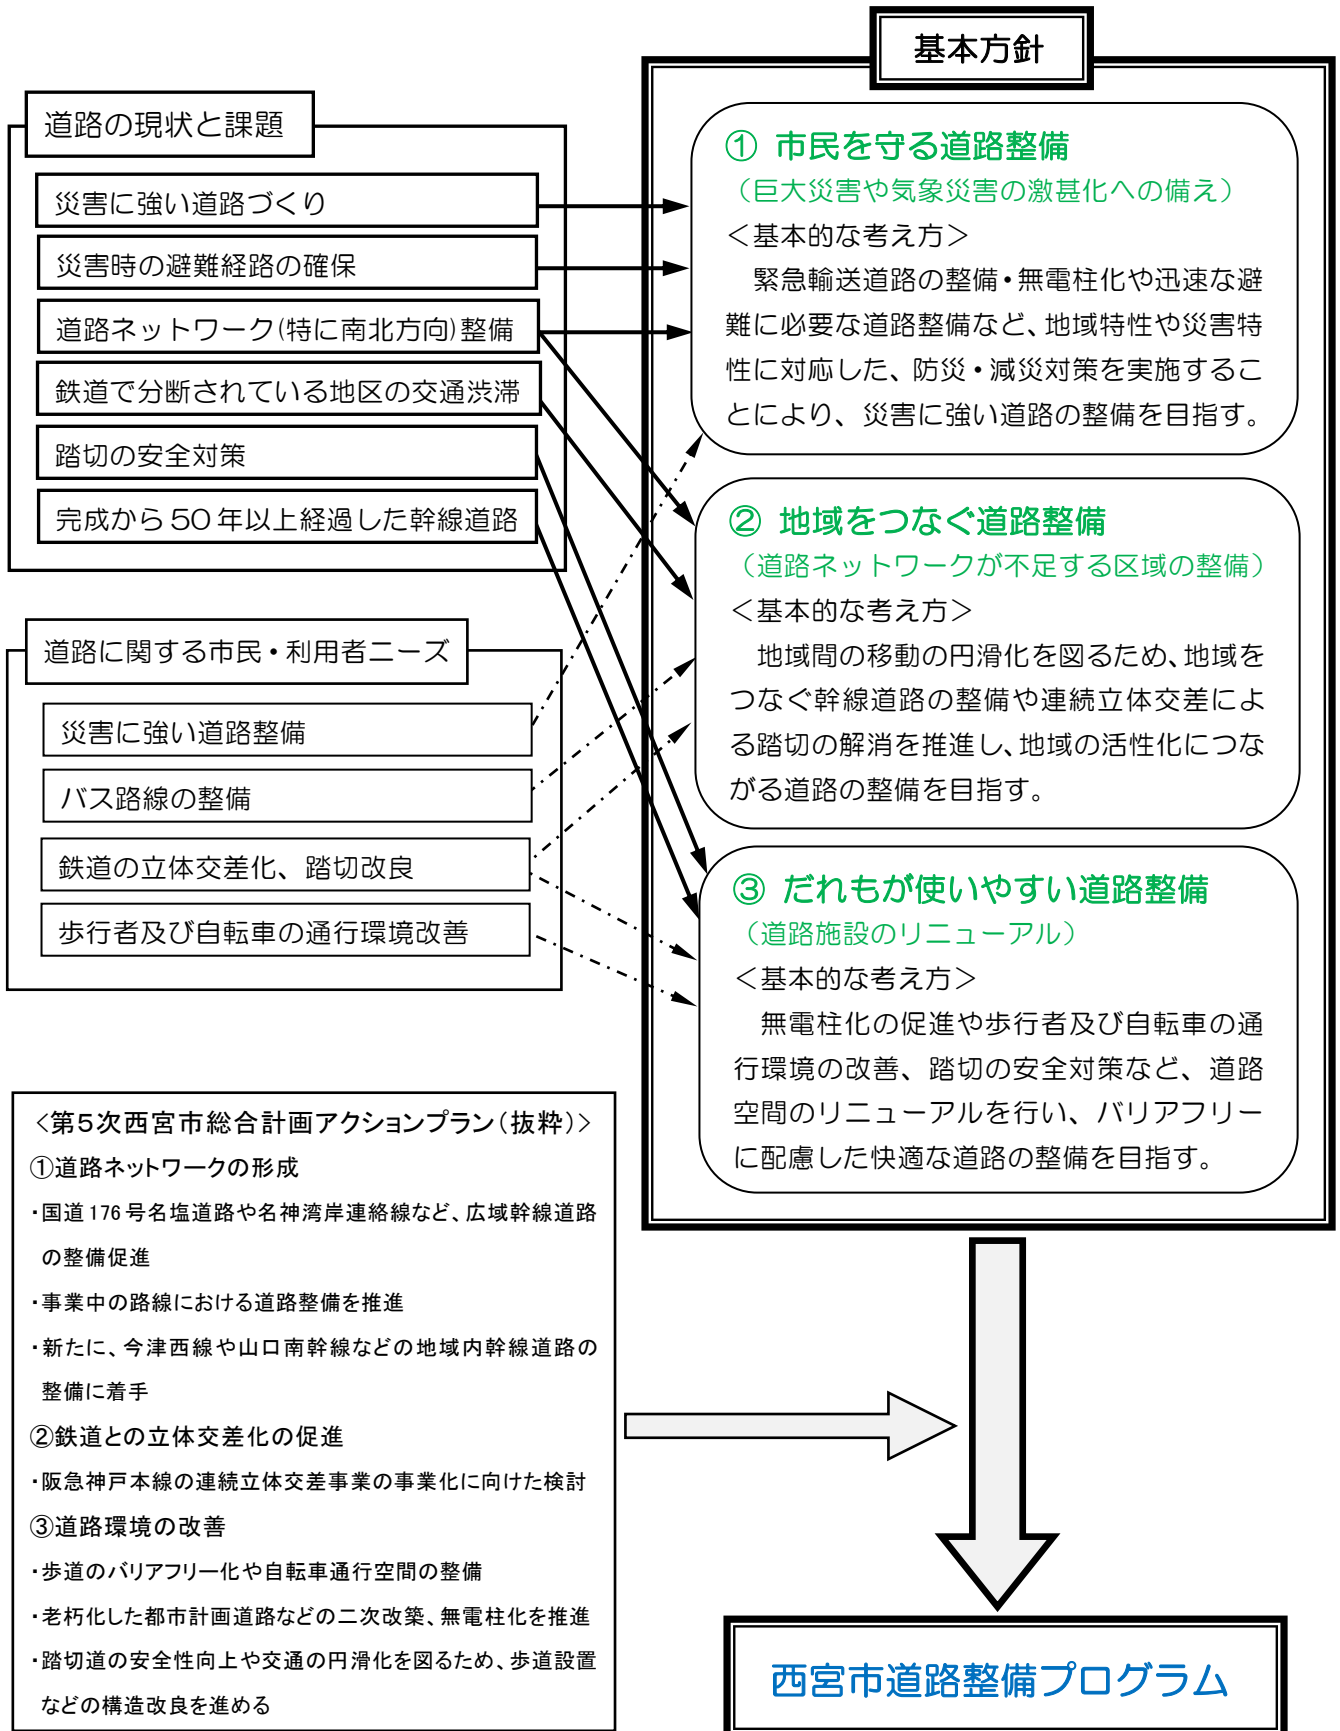 基本方針
道路の現状と課題
災害に強い道路づくり
災害時の避難経路の確保
道路ネットワーク(特に南北方向)整備
鉄道で分断されている地区の交通渋滞
踏切の安全対策
完成から50年以上経過した幹線道路
道路に関する市民・利用者ニーズ
災害に強い道路整備
バス路線の整備
鉄道の立体交差化、踏切改良
歩行者及び自転車の通行環境改善
① 市民を守る道路整備
（巨大災害や気象災害の激甚化への備え）
＜基本的な考え方＞
緊急輸送道路の整備・無電柱化や迅速な避
難に必要な道路整備など、地域特性や災害特
性に対応した、防災・減災対策を実施するこ
とにより、災害に強い道路の整備を目指す。
② 地域をつなぐ道路整備
（道路ネットワークが不足する区域の整備）
＜基本的な考え方＞
地域間の移動の円滑化を図るため、地域を
つなぐ幹線道路の整備や連続立体交差によ
る踏切の解消を推進し、地域の活性化につな
がる道路の整備を目指す。
③ だれもが使いやすい道路整備
（道路施設のリニューアル）
＜基本的な考え方＞
無電柱化の促進や歩行者及び自転車の通
行環境の改善、踏切の安全対策など、道路
空間のリニューアルを行い、バリアフリー
に配慮した快適な道路の整備を目指す。
＜第5次西宮市総合計画アクションプラン（抜粋）＞
①道路ネットワークの形成
・国道176号名塩道路や名神湾岸連絡線など、広域幹線道路
の整備促進
・事業中の路線における道路整備を推進
・新たに、今津西線や山口南幹線などの地域内幹線道路の
整備に着手
②鉄道との立体交差化の促進
・阪急神戸本線の連続立体交差事業の事業化に向けた検討
③道路環境の改善
・歩道のバリアフリー化や自転車通行空間の整備
・老朽化した都市計画道路などの二次改築、無電柱化を推進
・踏切道の安全性向上や交通の円滑化を図るため、歩道設置
などの構造改良を進める
西宮市道路整備プログラム